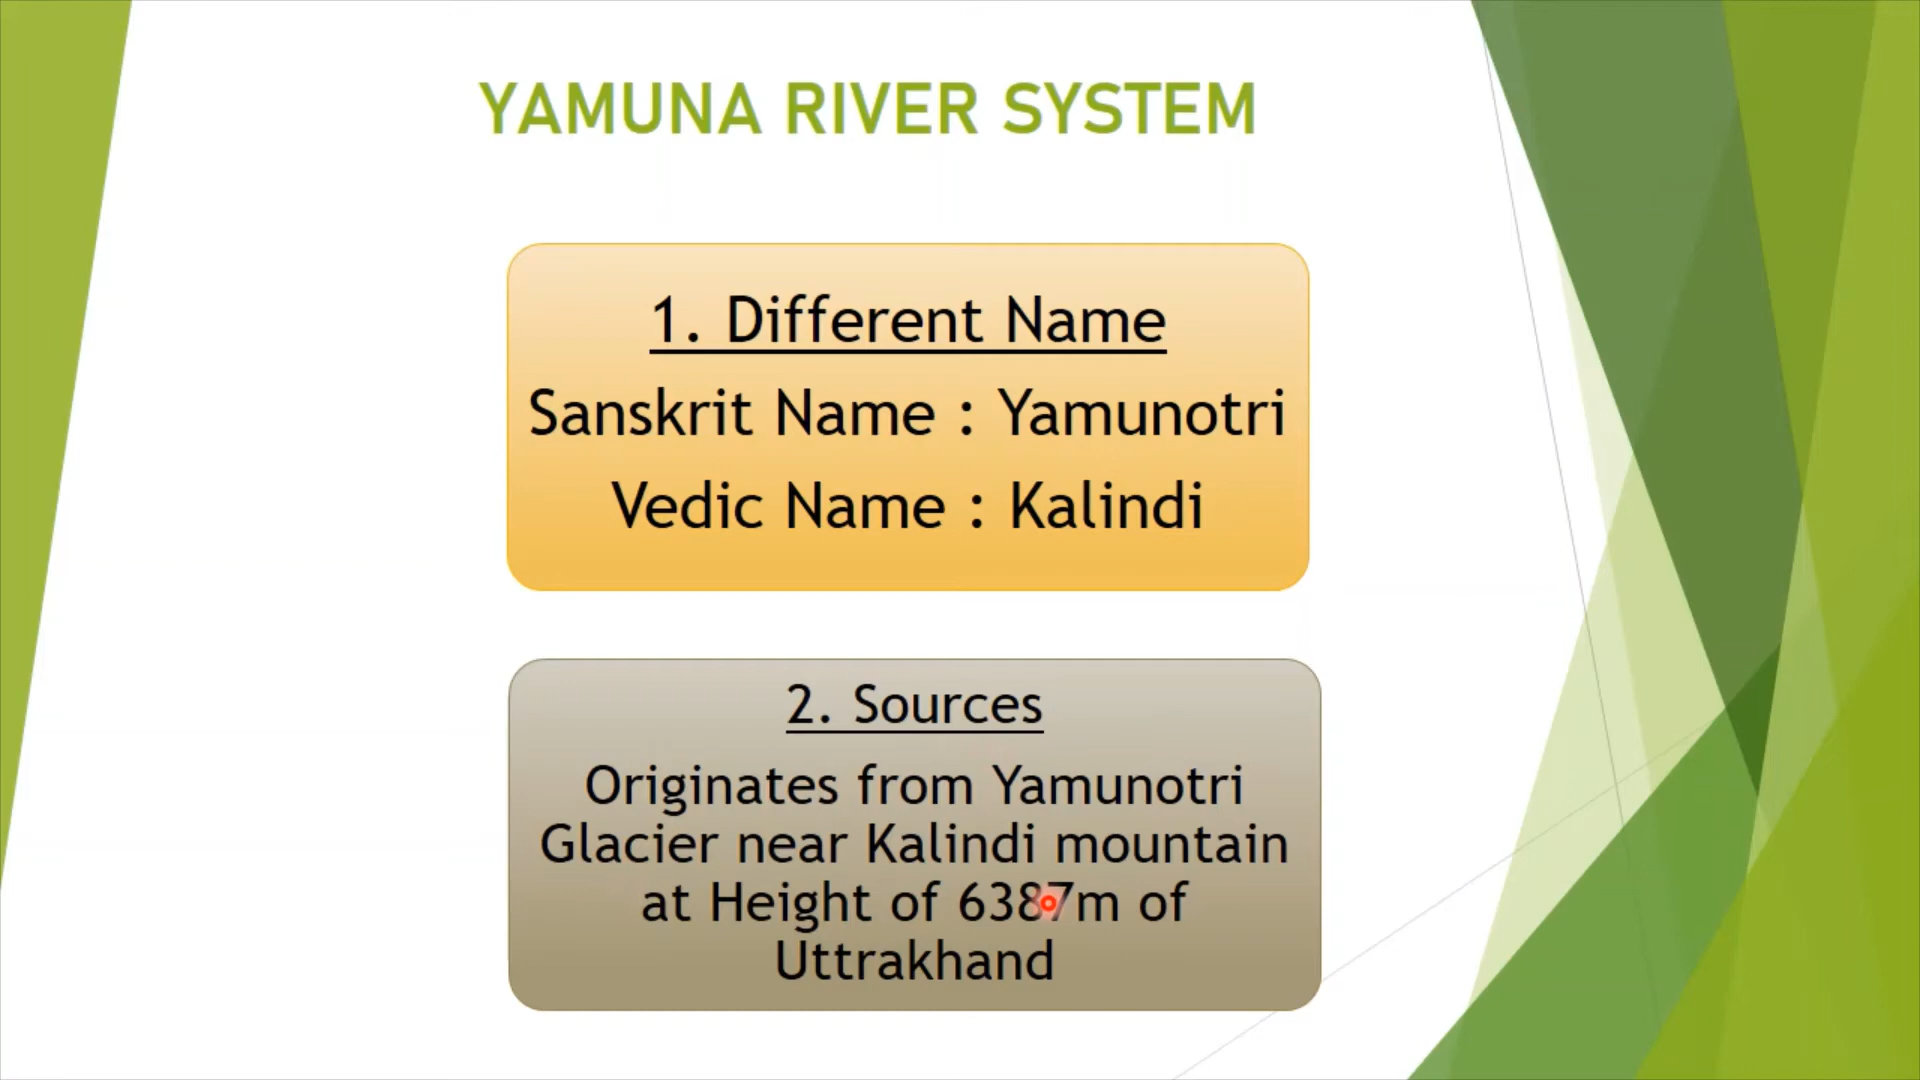 YAMUNA RIVER SYSTEM
1. Different Name
Sanskrit Name : Yamunotri
Vedic Name : Kalindi
2. Sources
Originates from Yamunotri
Glacier near Kalindi mountain
at Height of 6387m of
Uttrakhand